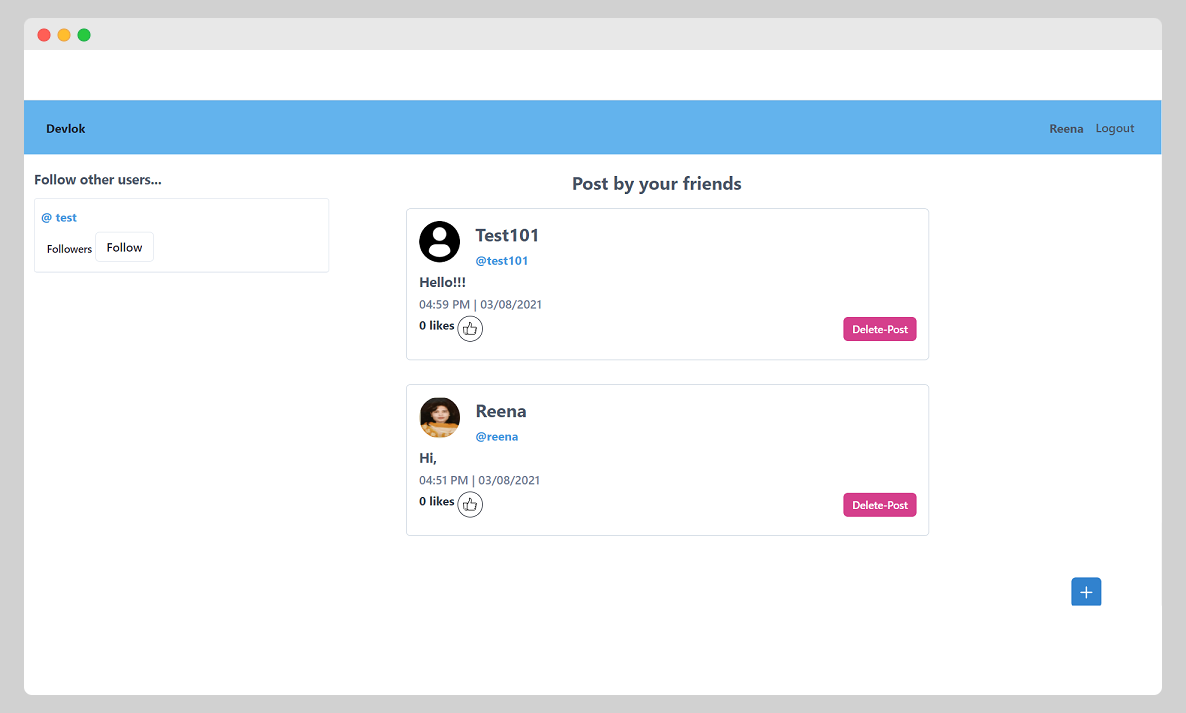 Devlok
Reena Logout
Follow other users...
@ test
Followers Follow
Post by your friends
Test101
@test101
Hello!!!
04:59 PM | 03/08/2021
0 likes
Delete-Post
Reena
@reena
Hi,
04:51 PM | 03/08/2021
0 likes
Delete-Post
+